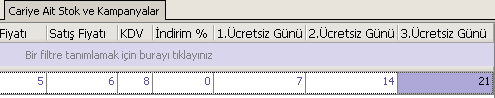 Cariye Ait Stok ve Kampanyalar
Fiyatı Satış Fiyatı KDV İndirim % 1.Ücretsiz Günü 2.Ücretsiz Günü 3.Ücretsiz Günü
Bir filtre tanımlamak için burayı tıklayınız
5 6 8 0 7 14 21